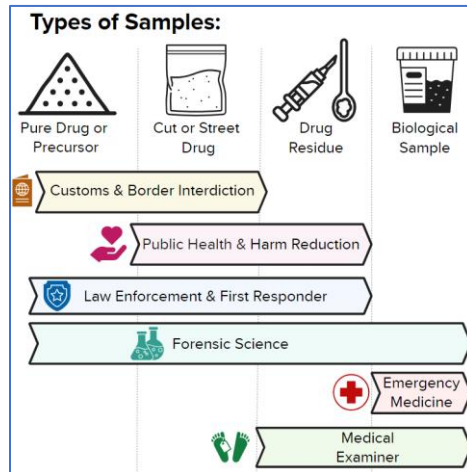 Types of Samples:
Pure Drug or
Precursor
Cut or Street
Drug
Drug
Residue
Biological
Sample
Customs & Border Interdiction
Public Health & Harm Reduction
Law Enforcement & First Responder
Forensic Science
Emergency
Medicine
Medical
Examiner